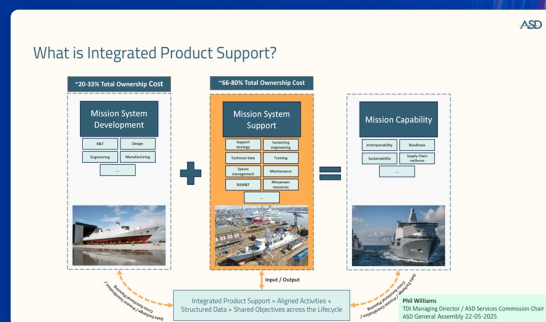 ASD
What is Integrated Product Support?
~20-33% Total Ownership Cost
~66-80% Total Ownership Cost
Mission System
Development
R&T
Design
Engineering
Manufacturing
...
Mission System
Support
Support
strategy
Sustaining
engineering
Technical data
Training
Spares
management
Maintenance
RAM&T
Manpower
resources
...
Mission Capability
Interoperability
Readiness
Sustainability
Supply Chain
resilience
...
Input / Output
Integrated Product Support = Aligned Activities +
Structured Data + Shared Objectives across the Lifecycle
Phil Williams
TDI Managing Director / ASD Services Commission Chair
ASD General Assembly 22-05-2025